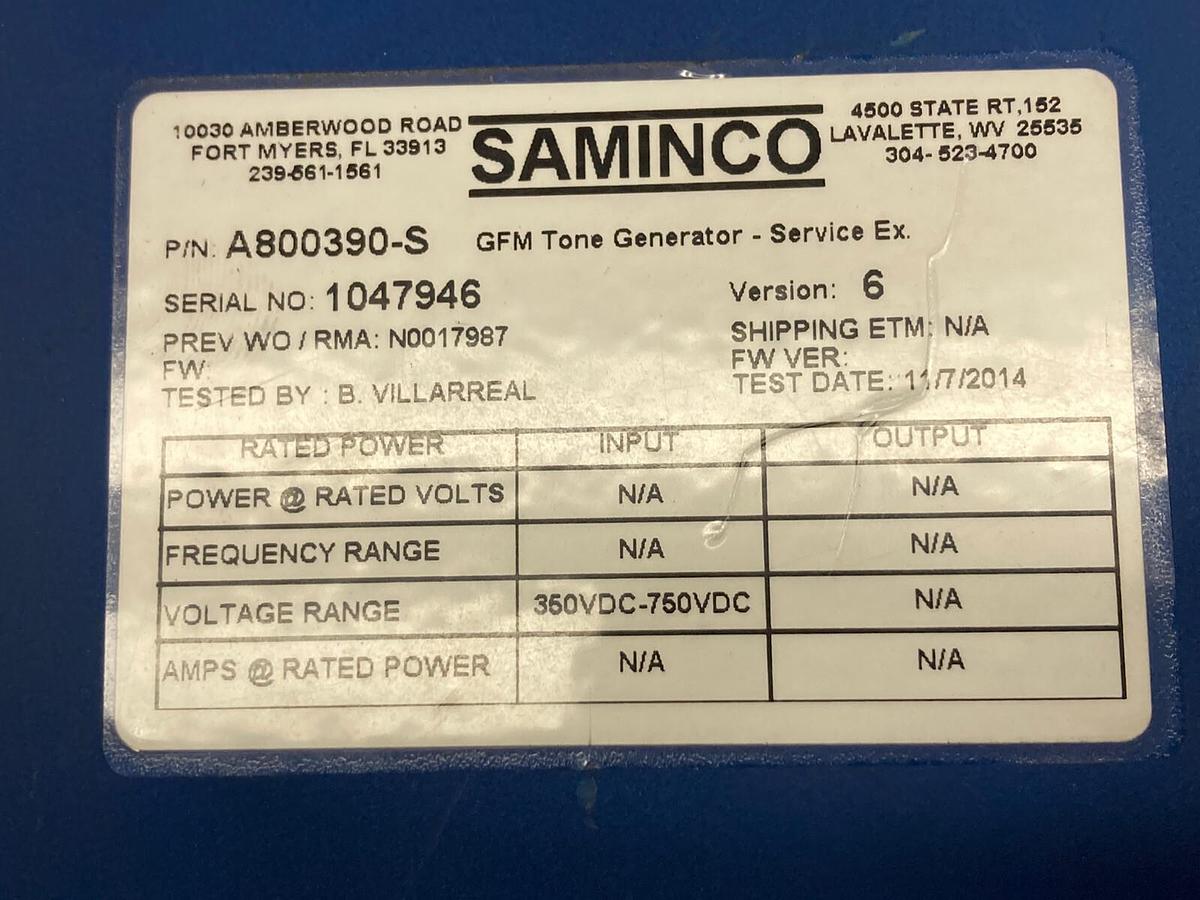 10030 AMBERWOOD ROAD
FORT MYERS, FL 33913
239-561-1561
SAMINCO
4500 STATE RT,152
LAVALETTE, WV 25535
304- 523-4700
P/N: A800390-S GFM Tone Generator - Service Ex.
SERIAL NO: 1047946 Version: 6
PREV WO / RMA: N0017987 SHIPPING ETM: N/A
FW: FW VER:
TESTED BY : B. VILLARREAL TEST DATE: 11/7/2014
RATED POWER INPUT OUTPUT
POWER @ RATED VOLTS N/A N/A
FREQUENCY RANGE N/A N/A
VOLTAGE RANGE 350VDC-750VDC N/A
AMPS @ RATED POWER N/A N/A